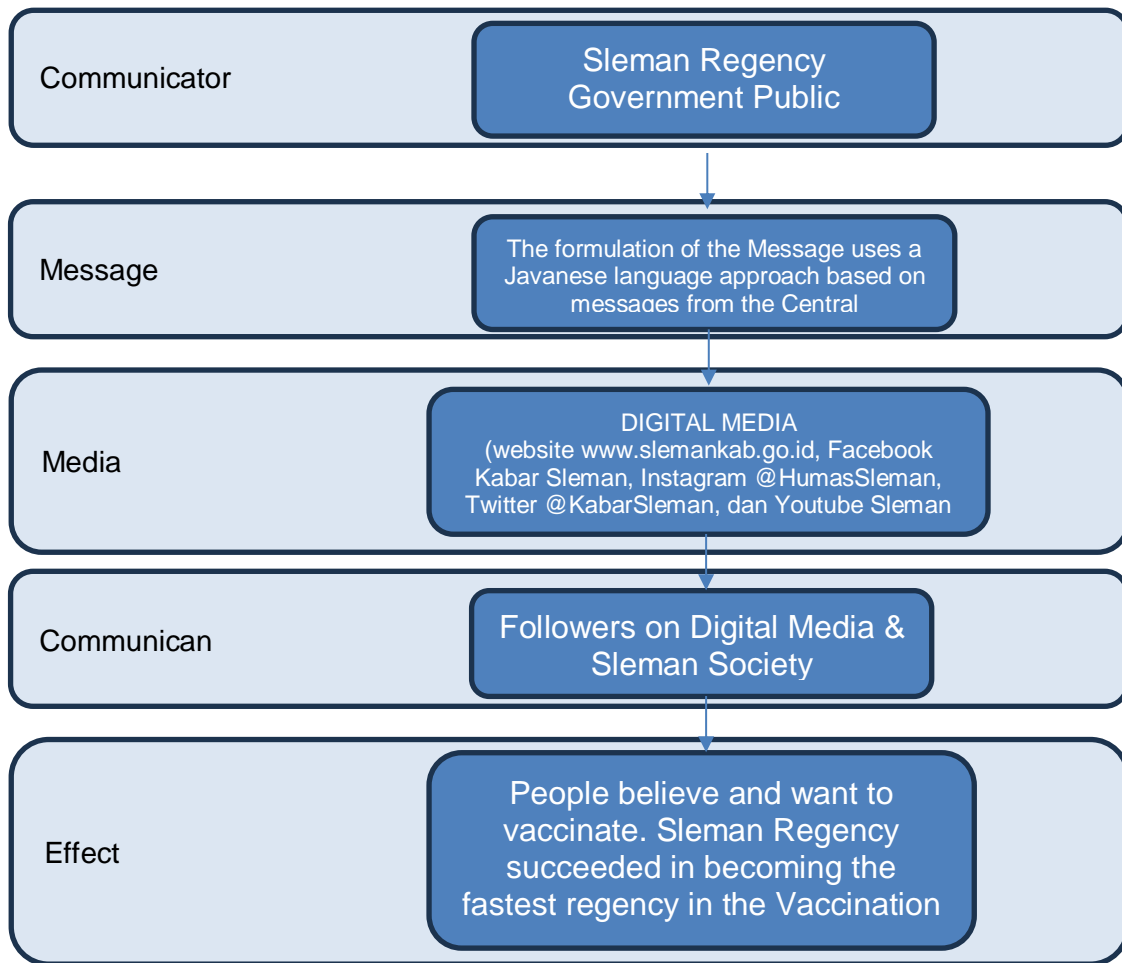 Communicator
Sleman Regency
Government Public
Message
The formulation of the Message uses a
Javanese language approach based on
messages from the Central
Media
DIGITAL MEDIA
(website www.slemankab.go.id, Facebook
Kabar Sleman, Instagram @HumasSleman,
Twitter @KabarSleman, dan Youtube Sleman
Communican
Followers on Digital Media &
Sleman Society
Effect
People believe and want to
vaccinate. Sleman Regency
succeeded in becoming the
fastest regency in the Vaccination